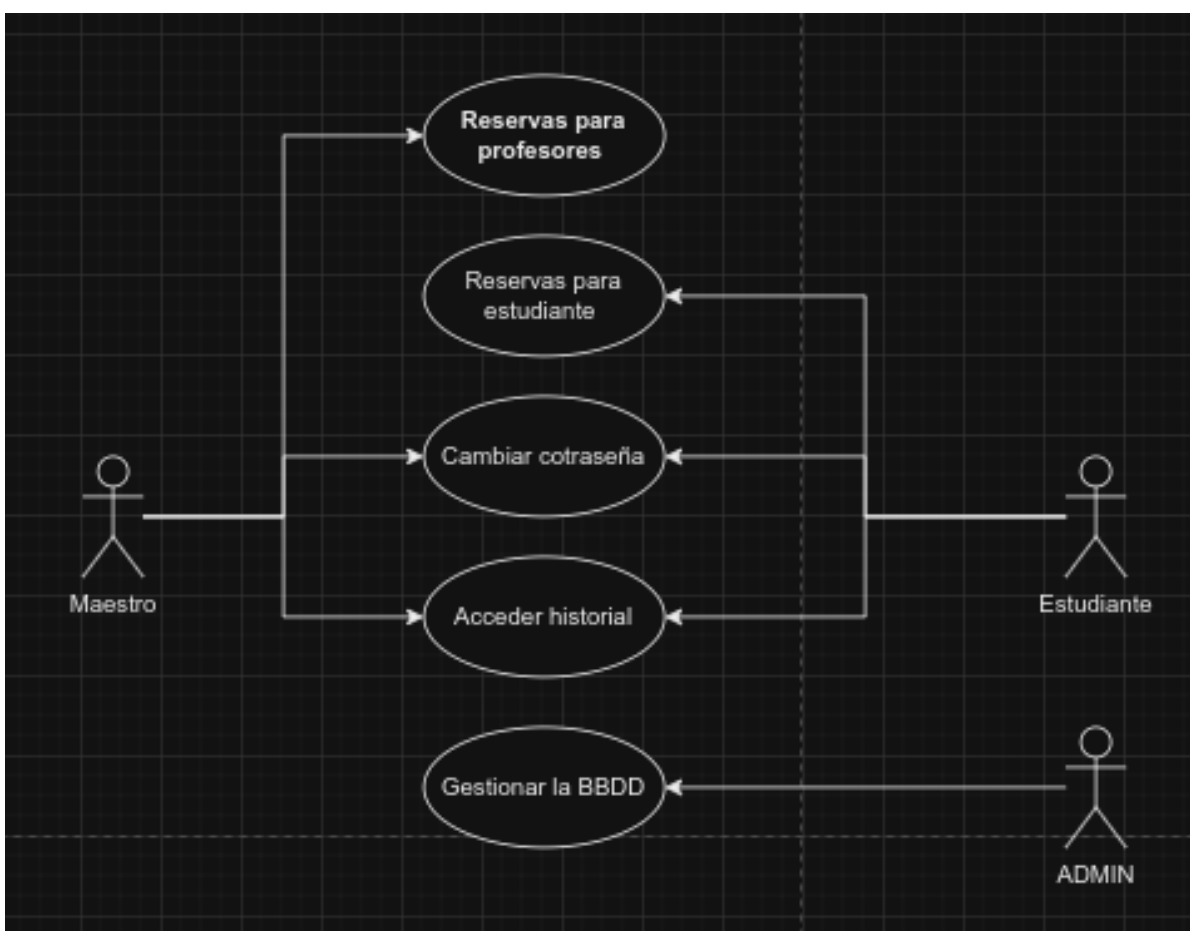 Reservas para
profesores
Reservas para
estudiante
Cambiar cotraseña
Acceder historial
Maestro
Estudiante
Gestionar la BBDD
ADMIN